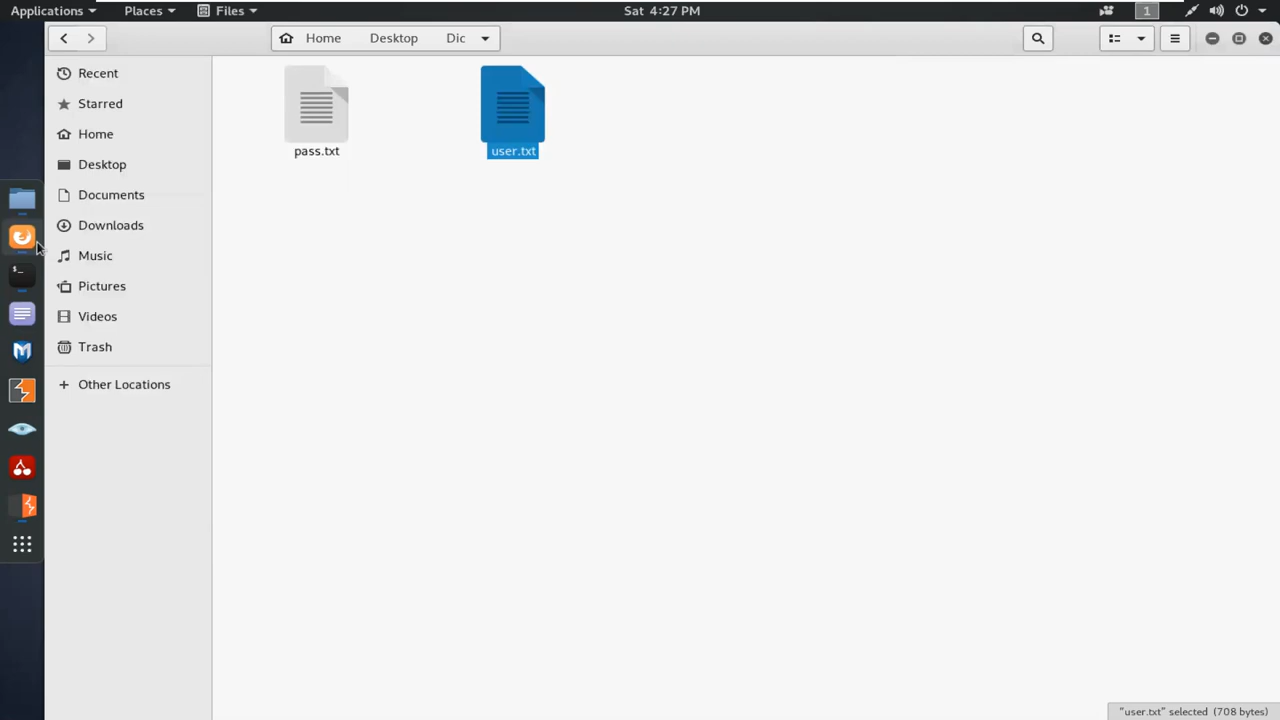 Applications Places Files Sat 4:27 PM 1
Home Desktop Dic
Recent
Starred
Home
Desktop
Documents
Downloads
Music
Pictures
Videos
Trash
+ Other Locations
pass.txt user.txt
$_
"user.txt" selected (708 bytes)